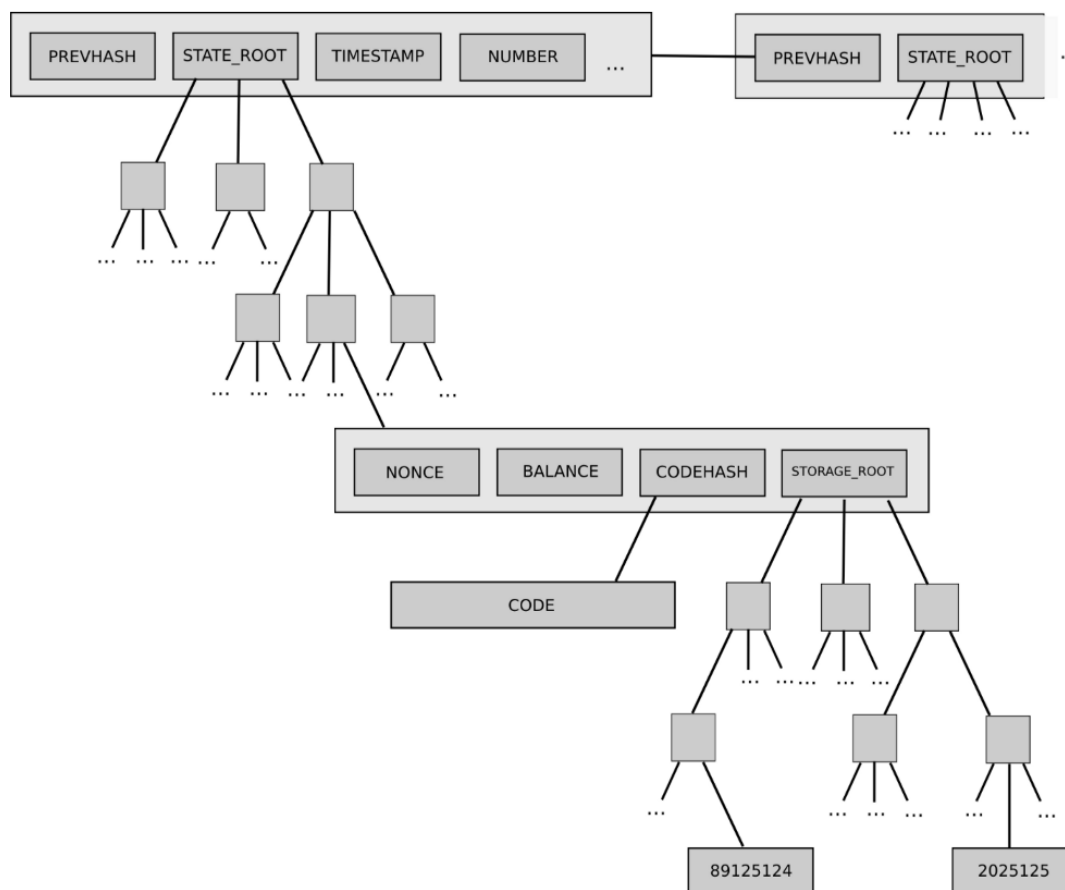 PREVHASH STATE_ROOT TIMESTAMP NUMBER ... PREVHASH STATE_ROOT
... ... ... ...
... ... ... ... ...
... ... ... ... ... ...
NONCE BALANCE CODEHASH STORAGE_ROOT
CODE
... ... ... ...
... ... ... ... ... ...
89125124 2025125